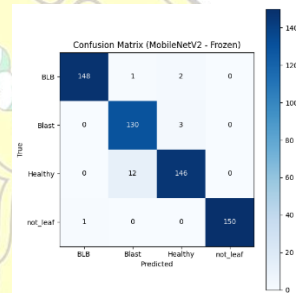 Confusion Matrix (MobileNetV2 - Frozen)
True
BLB 148 1 2 0
Blast 0 130 3 0
Healthy 0 12 146 0
not_leaf 1 0 0 150
BLB Blast Healthy not_leaf
Predicted
140
120
100
80
60
40
20
0